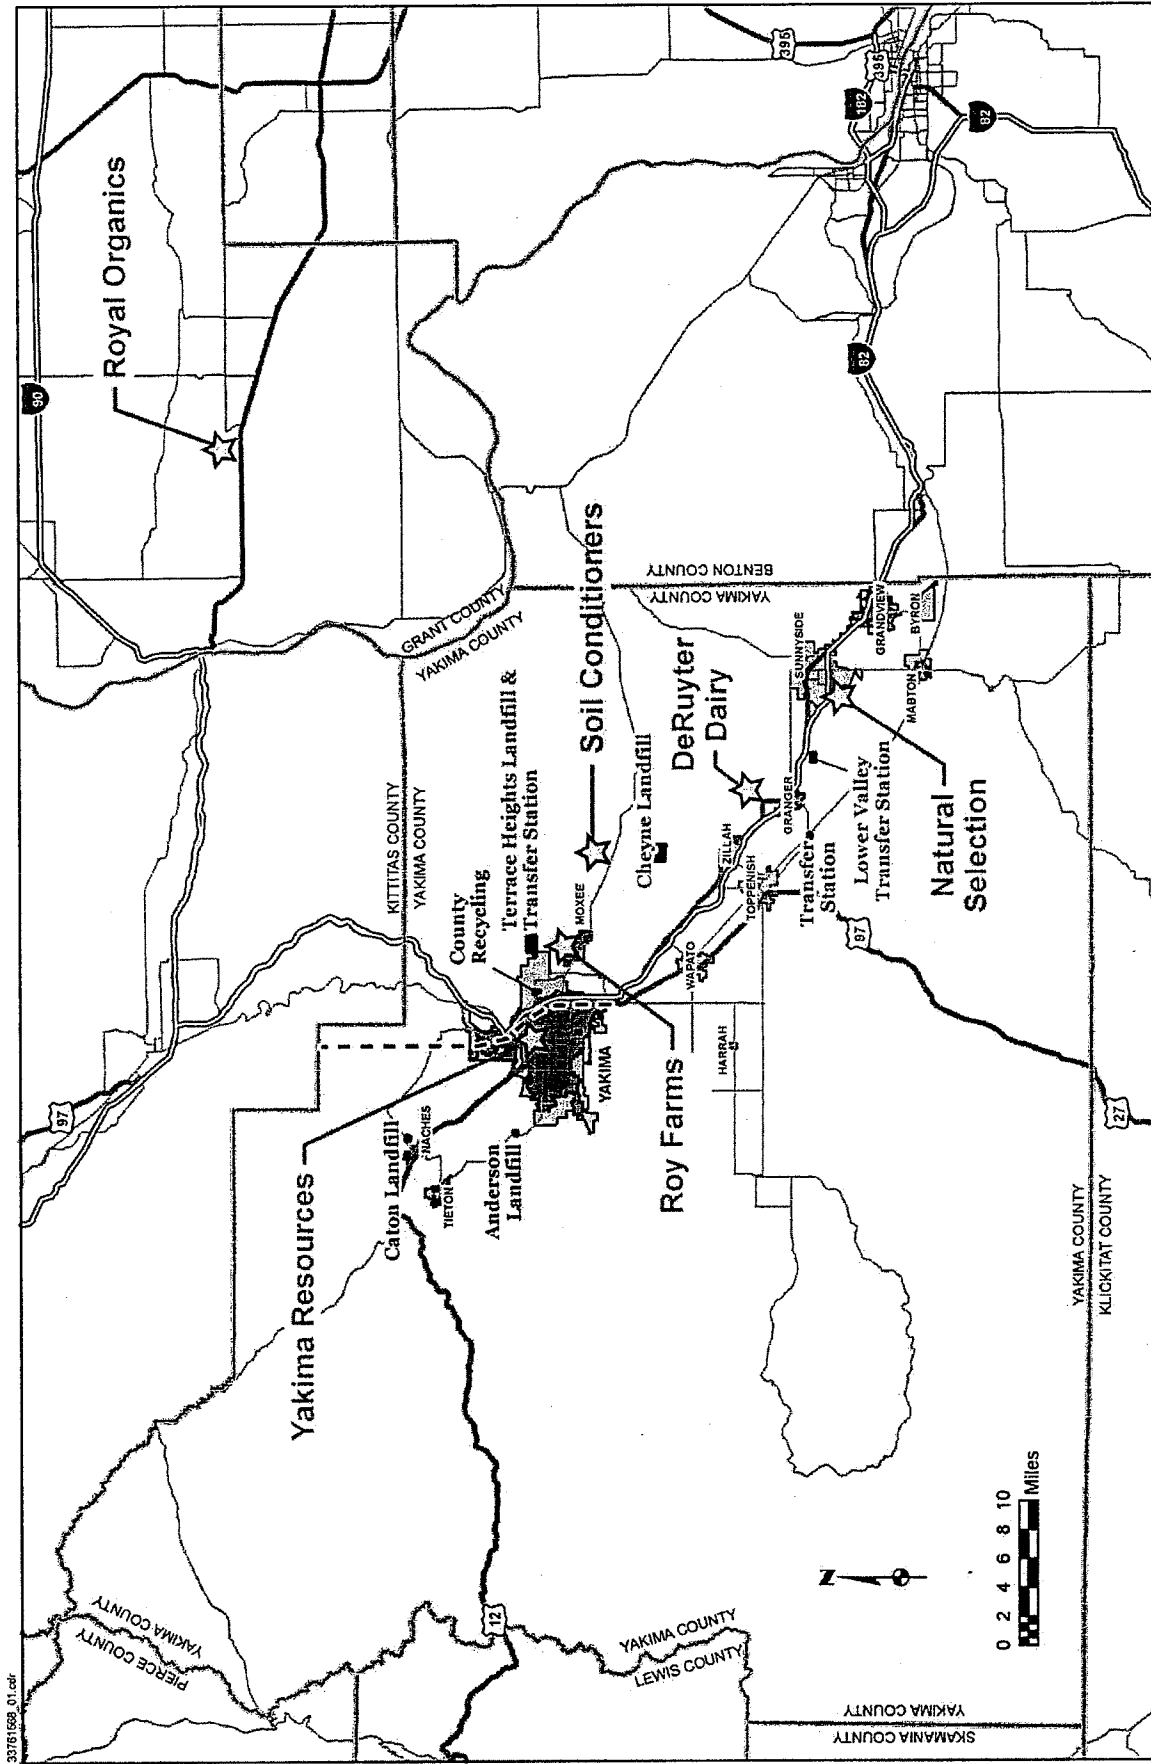 33761568_01.cdr
90
Royal Organics
395
395
182
82
82
97
KITTITAS COUNTY
YAKIMA COUNTY
GRANT COUNTY
YAKIMA COUNTY
BENTON COUNTY
YAKIMA COUNTY
PIERCE COUNTY
YAKIMA COUNTY
Yakima Resources
Caton Landfill
NACHES
TIETON
Anderson
Landfill
County
Recycling
Terrace Heights Landfill &
Transfer Station
Soil Conditioners
MOXEE
Cheyne Landfill
YAKIMA
Roy Farms
DeRuyter
Dairy
WAPATO
HARRAH
ZILLAH
TOPPENISH
GRANGER
Transfer
Station
Lower Valley
Transfer Station
Natural
Selection
SUNNYSIDE
GRANDVIEW
BYRON
MABTON
97
27
12
YAKIMA COUNTY
LEWIS COUNTY
YAKIMA COUNTY
SKAMANIA COUNTY
YAKIMA COUNTY
KLICKITAT COUNTY
N
0 2 4 6 8 10
Miles